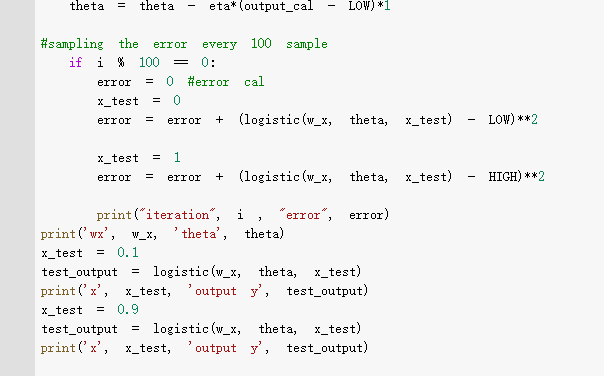 theta = theta - eta*(output_cal - LOW)*1
#sampling the error every 100 sample
if i % 100 == 0:
error = 0 #error cal
x_test = 0
error = error + (logistic(w_x, theta, x_test) - LOW)**2
x_test = 1
error = error + (logistic(w_x, theta, x_test) - HIGH)**2
print("iteration", i , "error", error)
print('wx', w_x, 'theta', theta)
x_test = 0.1
test_output = logistic(w_x, theta, x_test)
print('x', x_test, 'output y', test_output)
x_test = 0.9
test_output = logistic(w_x, theta, x_test)
print('x', x_test, 'output y', test_output)